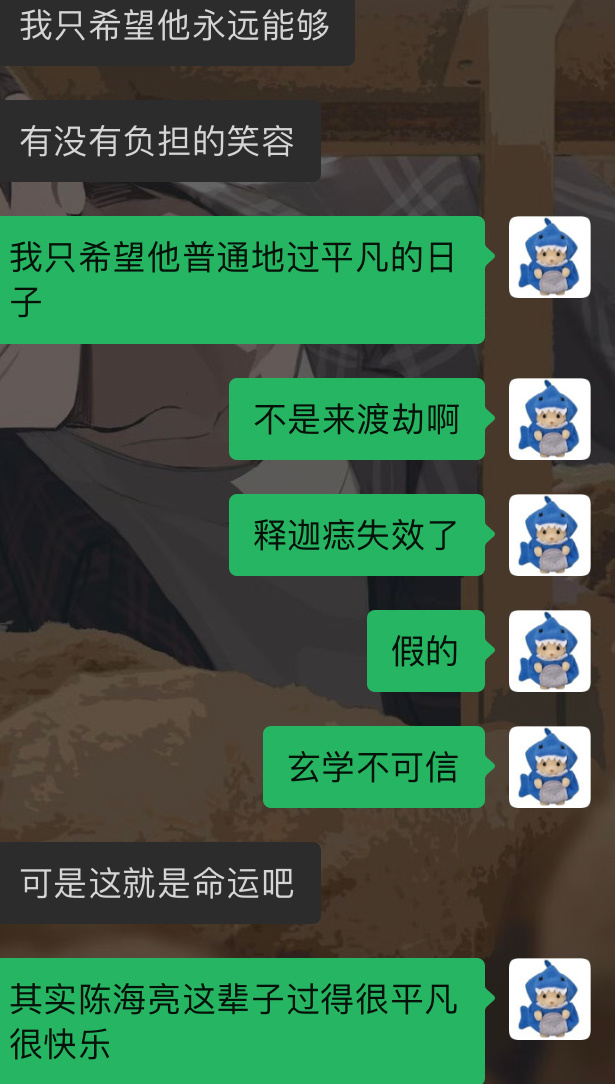 我只希望他永远能够
有没有负担的笑容
我只希望他普通地过平凡的日
子
不是来渡劫啊
释迦痣失效了
假的
玄学不可信
可是这就是命运吧
其实陈海亮这辈子过得很平凡
很快乐